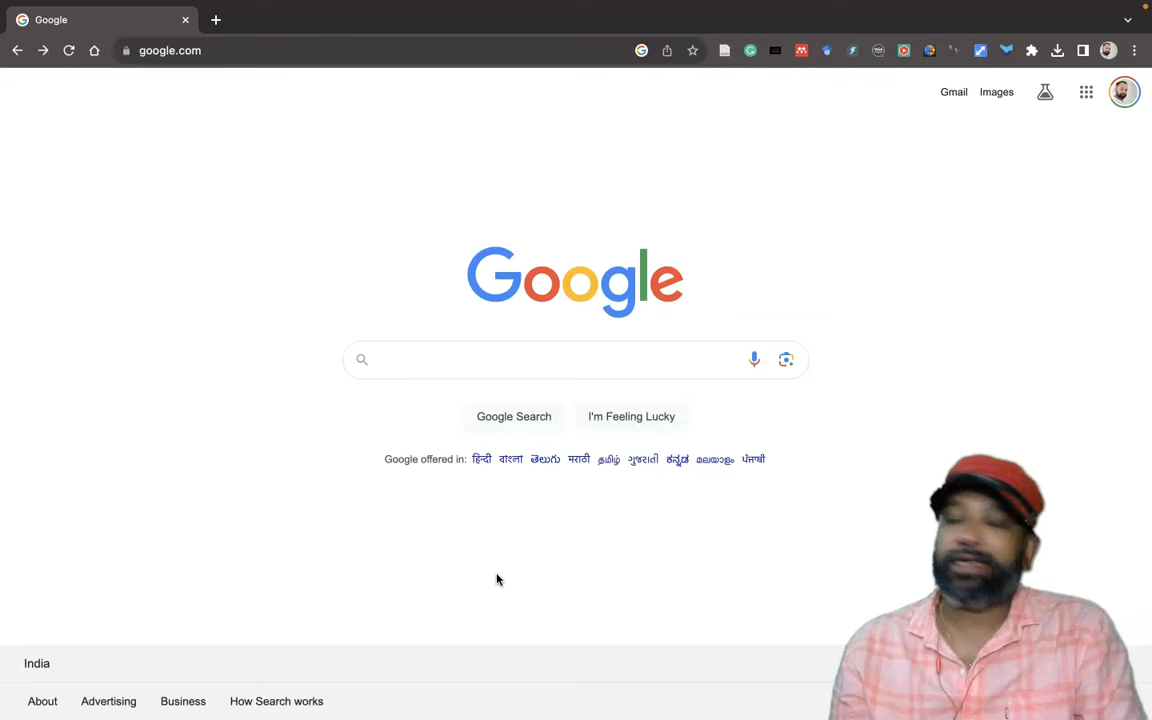 Google
google.com
Gmail Images
Google
Google Search I'm Feeling Lucky
Google offered in: हिन्दी বাংলা తెలుగు मराठी தமிழ் ગુજરાતી ಕನ್ನಡ മലയാളം ਪੰਜਾਬੀ
India
About Advertising Business How Search works